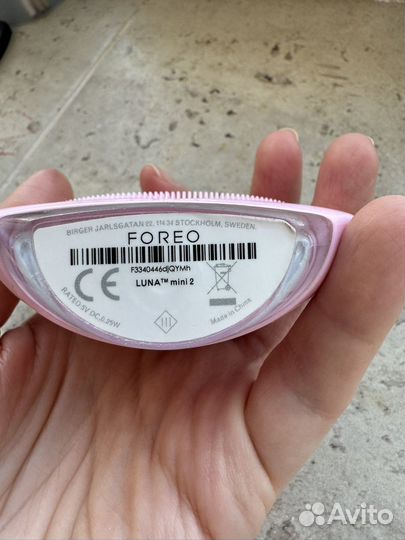 BIRGER JARLSGATAN 22, 114 34 STOCKHOLM, SWEDEN.
FOREO
F3340446djQYMh
LUNA™ mini 2
RATED:5V DC,0.25W
Made in China
Avito